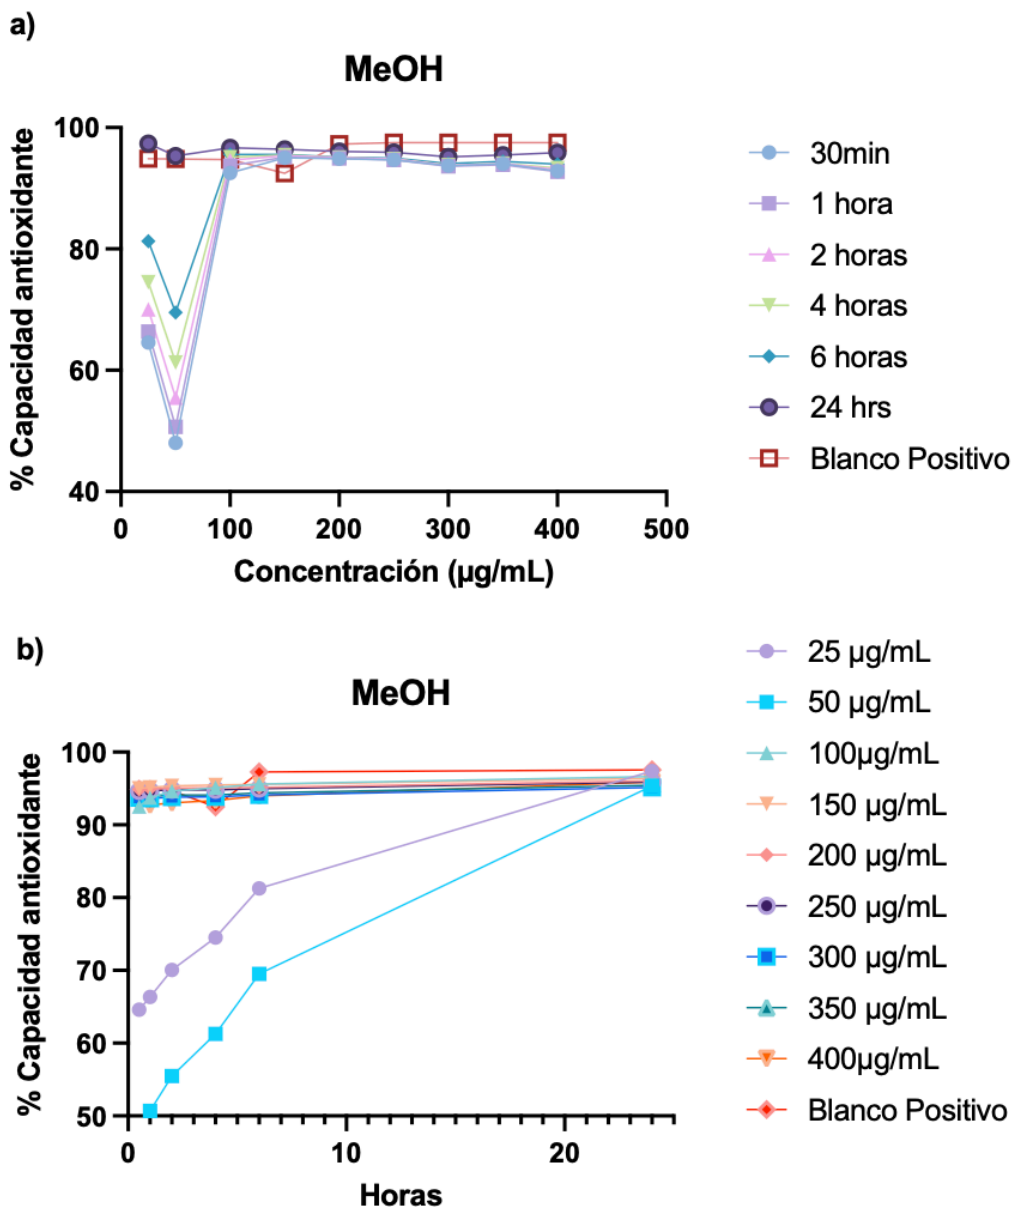 a)
MeOH
% Capacidad antioxidante
100
80
60
40
0 100 200 300 400 500
Concentración (µg/mL)
30min
1 hora
2 horas
4 horas
6 horas
24 hrs
Blanco Positivo
b)
MeOH
% Capacidad antioxidante
100
90
80
70
60
50
0 10 20
Horas
25 µg/mL
50 µg/mL
100µg/mL
150 µg/mL
200 µg/mL
250 µg/mL
300 µg/mL
350 µg/mL
400µg/mL
Blanco Positivo